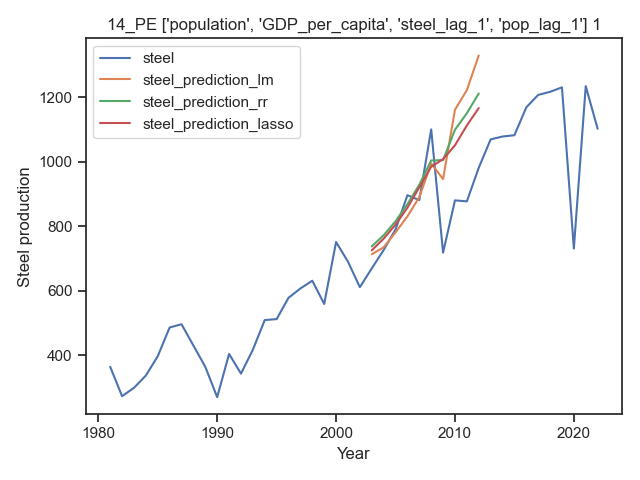 14_PE ['population', 'GDP_per_capita', 'steel_lag_1', 'pop_lag_1'] 1
steel
steel_prediction_lm
steel_prediction_rr
steel_prediction_lasso
Steel production
1200
1000
800
600
400
1980
1990
2000
2010
2020
Year